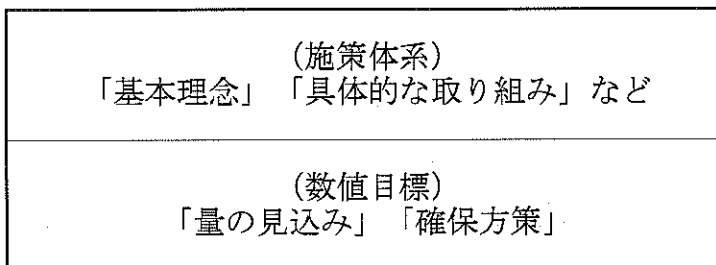 (施策体系)
「基本理念」「具体的な取り組み」など
(数値目標)
「量の見込み」「確保方策」